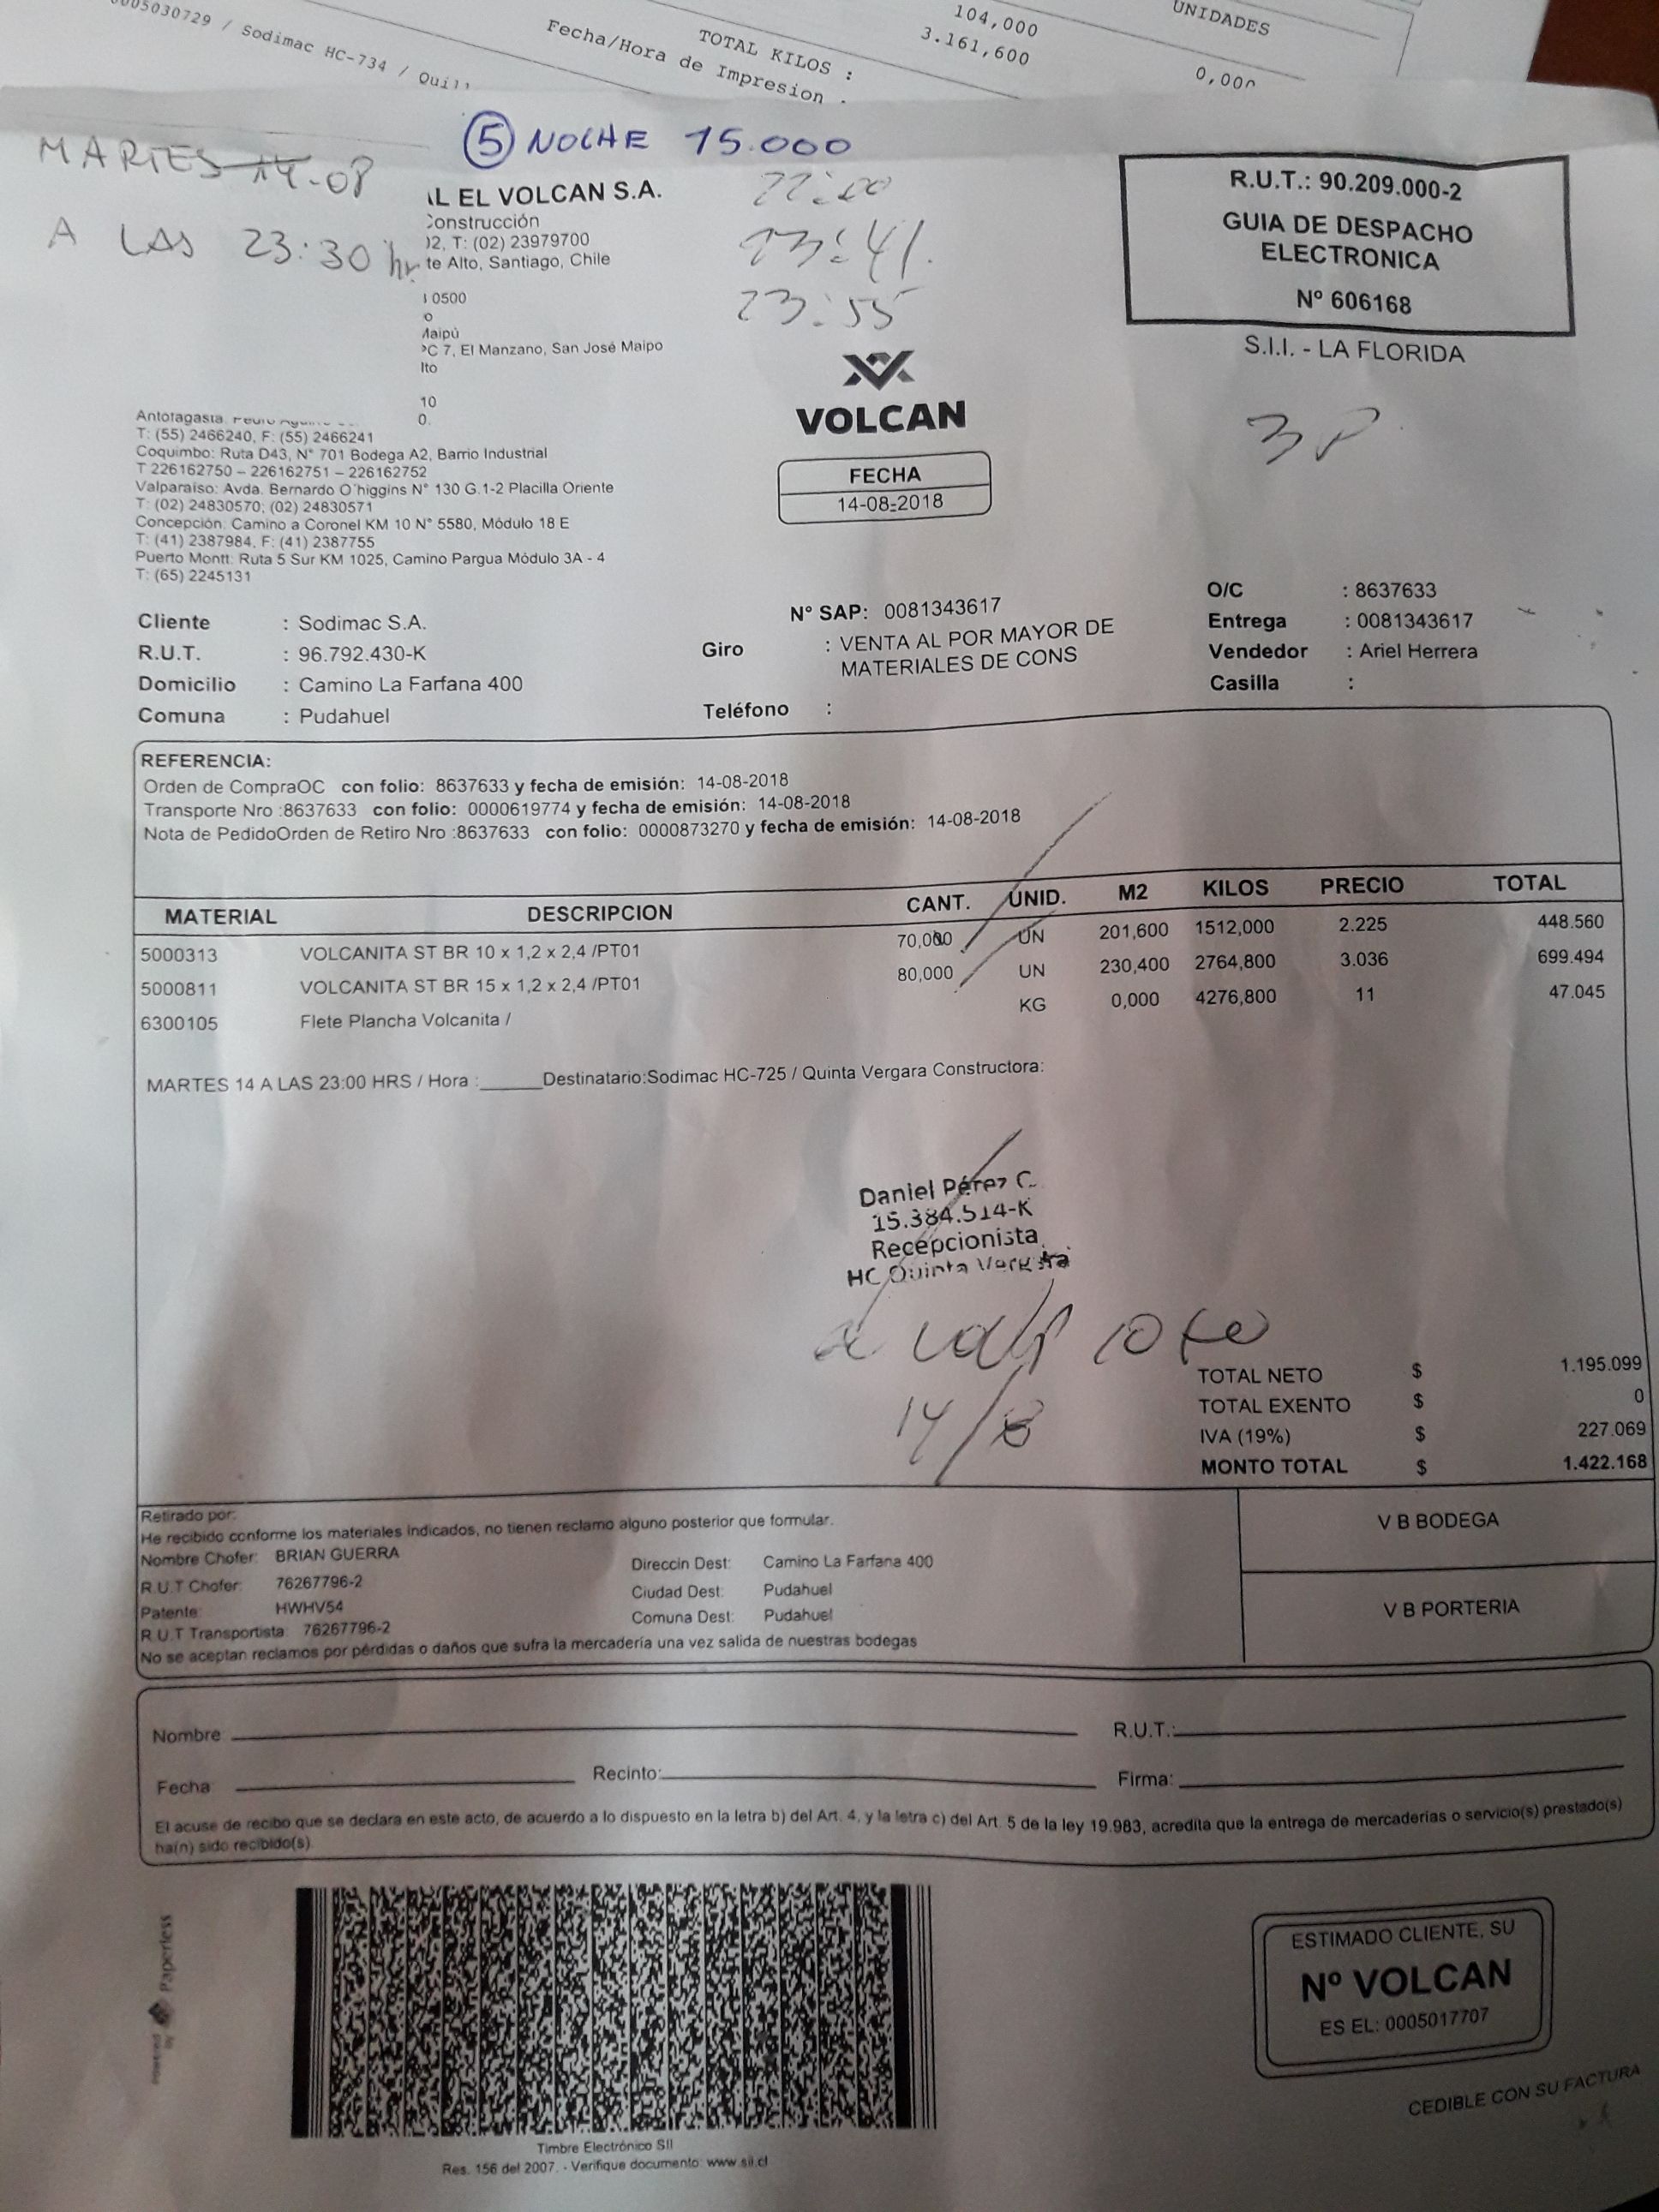 005030729 / Sodimac HC-734 / Quil
TOTAL KILOS :
104,000
UNIDADES
Fecha/Hora de Impresion
3.161,600
0,000
5 NOCHE 15.000
MARTES 14-08
A LAS 23:30 hr
22:00
23:41
23:55
AL EL VOLCAN S.A.
Construcción
02, T: (02) 23979700
te Alto, Santiago, Chile
0500
o
Maipú
PC 7, El Manzano, San José Maipo
lto
10
0.
Antofagasta: Pedro
T: (55) 2466240, F: (55) 2466241
Coquimbo: Ruta D43, N° 701 Bodega A2, Barrio Industrial
T 226162750 – 226162751 – 226162752
Valparaíso: Avda. Bernardo O'higgins N° 130 G.1-2 Placilla Oriente
T: (02) 24830570; (02) 24830571
Concepción: Camino a Coronel KM 10 N° 5580, Módulo 18 E
T: (41) 2387984, F: (41) 2387755
Puerto Montt: Ruta 5 Sur KM 1025, Camino Pargua Módulo 3A - 4
T: (65) 2245131
VOLCAN
FECHA
14-08-2018
R.U.T.: 90.209.000-2
GUIA DE DESPACHO
ELECTRONICA
Nº 606168
S.I.I. - LA FLORIDA
3P
Cliente : Sodimac S.A.
R.U.T. : 96.792.430-K
Domicilio : Camino La Farfana 400
Comuna : Pudahuel
N° SAP: 0081343617
Giro : VENTA AL POR MAYOR DE
MATERIALES DE CONS
Teléfono :
O/C : 8637633
Entrega : 0081343617
Vendedor : Ariel Herrera
Casilla :
REFERENCIA:
Orden de CompraOC con folio: 8637633 y fecha de emisión: 14-08-2018
Transporte Nro :8637633 con folio: 0000619774 y fecha de emisión: 14-08-2018
Nota de PedidoOrden de Retiro Nro :8637633 con folio: 0000873270 y fecha de emisión: 14-08-2018
MATERIAL DESCRIPCION CANT. UNID. M2 KILOS PRECIO TOTAL
5000313 VOLCANITA ST BR 10 x 1,2 x 2,4 /PT01 70,000 UN 201,600 1512,000 2.225 448.560
5000811 VOLCANITA ST BR 15 x 1,2 x 2,4 /PT01 80,000 UN 230,400 2764,800 3.036 699.494
6300105 Flete Plancha Volcanita / KG 0,000 4276,800 11 47.045
MARTES 14 A LAS 23:00 HRS / Hora :______Destinatario:Sodimac HC-725 / Quinta Vergara Constructora:
Daniel Pérez C.
15.384.514-K
Recepcionista
HC Quinta Vergara
14/8
TOTAL NETO $ 1.195.099
TOTAL EXENTO $ 0
IVA (19%) $ 227.069
MONTO TOTAL $ 1.422.168
Retirado por:
He recibido conforme los materiales indicados, no tienen reclamo alguno posterior que formular.
Nombre Chofer: BRIAN GUERRA
R.U.T Chofer: 76267796-2
Patente: HWHV54
R.U.T Transportista: 76267796-2
Direccin Dest: Camino La Farfana 400
Ciudad Dest: Pudahuel
Comuna Dest: Pudahuel
No se aceptan reclamos por pérdidas o daños que sufra la mercadería una vez salida de nuestras bodegas
V B BODEGA
V B PORTERIA
Nombre R.U.T.:
Fecha Recinto: Firma:
El acuse de recibo que se declara en este acto, de acuerdo a lo dispuesto en la letra b) del Art. 4, y la letra c) del Art. 5 de la ley 19.983, acredita que la entrega de mercaderías o servicio(s) prestado(s)
ha(n) sido recibido(s)
powered by Paperless
Timbre Electrónico SII
Res. 156 del 2007. - Verifique documento: www.sii.cl
ESTIMADO CLIENTE, SU
Nº VOLCAN
ES EL: 0005017707
CEDIBLE CON SU FACTURA